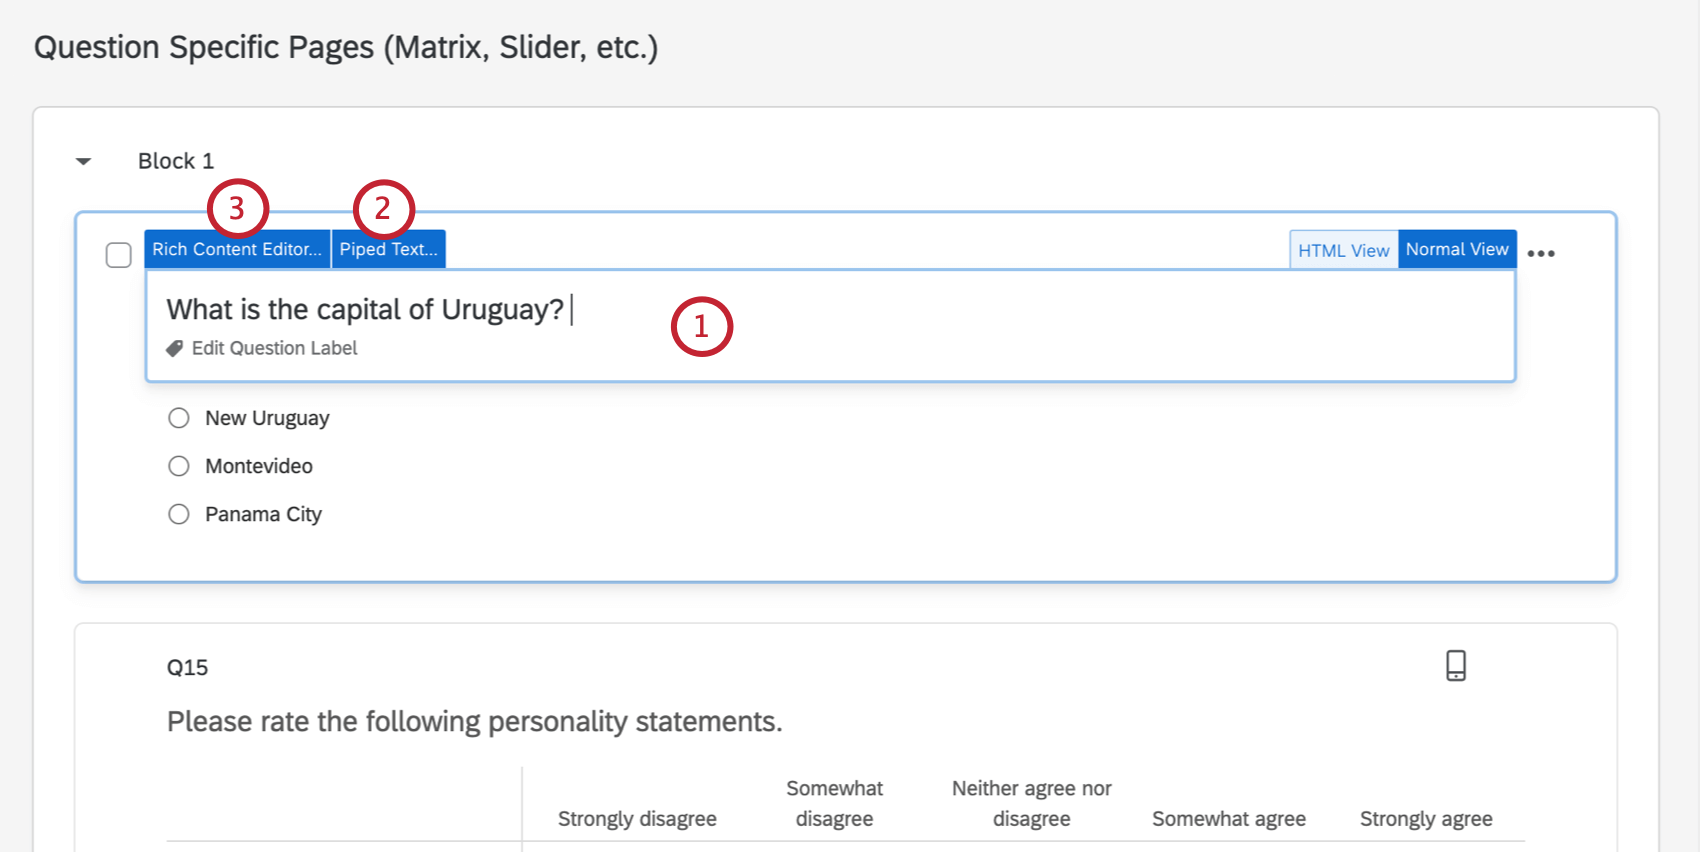 Question Specific Pages (Matrix, Slider, etc.)
Block 1
3
2
Rich Content Editor...
Piped Text...
HTML View
Normal View
What is the capital of Uruguay?
1
Edit Question Label
New Uruguay
Montevideo
Panama City
Q15
Please rate the following personality statements.
Strongly disagree
Somewhat
disagree
Neither agree nor
disagree
Somewhat agree
Strongly agree